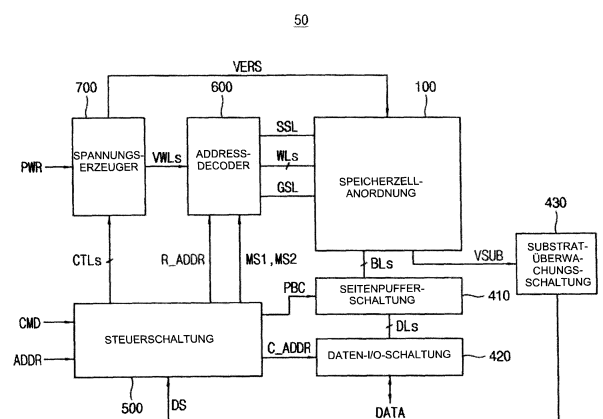 50
VERS
700
600
100
SPANNUNGS-
ERZEUGER
ADDRESS-
DECODER
SPEICHERZELL-
ANORDNUNG
PWR
VWLs
SSL
WLs
GSL
430
SUBSTRAT-
ÜBERWA-
CHUNGS-
SCHALTUNG
CTLs
R_ADDR
MS1,MS2
BLs
VSUB
PBC
SEITENPUFFER-
SCHALTUNG
410
CMD
STEUERSCHALTUNG
DLs
ADDR
C_ADDR
DATEN-I/O-SCHALTUNG
420
500
DS
DATA